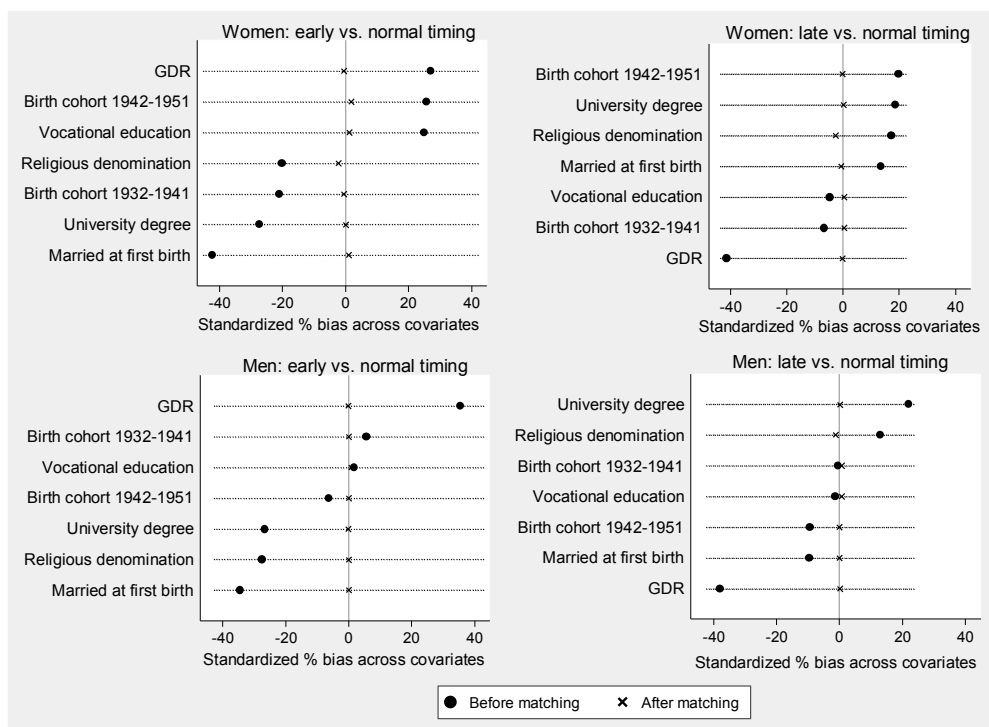 Women: early vs. normal timing
GDR
Birth cohort 1942-1951
Vocational education
Religious denomination
Birth cohort 1932-1941
University degree
Married at first birth
-40 -20 0 20 40
Standardized % bias across covariates
Women: late vs. normal timing
Birth cohort 1942-1951
University degree
Religious denomination
Married at first birth
Vocational education
Birth cohort 1932-1941
GDR
-40 -20 0 20 40
Standardized % bias across covariates
Men: early vs. normal timing
GDR
Birth cohort 1932-1941
Vocational education
Birth cohort 1942-1951
University degree
Religious denomination
Married at first birth
-40 -20 0 20 40
Standardized % bias across covariates
Men: late vs. normal timing
University degree
Religious denomination
Birth cohort 1932-1941
Vocational education
Birth cohort 1942-1951
Married at first birth
GDR
-40 -20 0 20 40
Standardized % bias across covariates
Before matching After matching